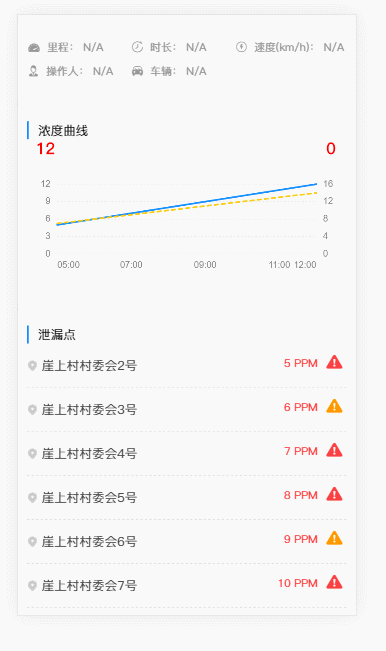 里程： N/A 时长： N/A 速度(km/h)： N/A
操作人： N/A 车辆： N/A
浓度曲线
12 0
12 16
9 12
6 8
3 4
0 0
05:00 07:00 09:00 11:00 12:00
泄漏点
崖上村村委会2号 5 PPM
崖上村村委会3号 6 PPM
崖上村村委会4号 7 PPM
崖上村村委会5号 8 PPM
崖上村村委会6号 9 PPM
崖上村村委会7号 10 PPM